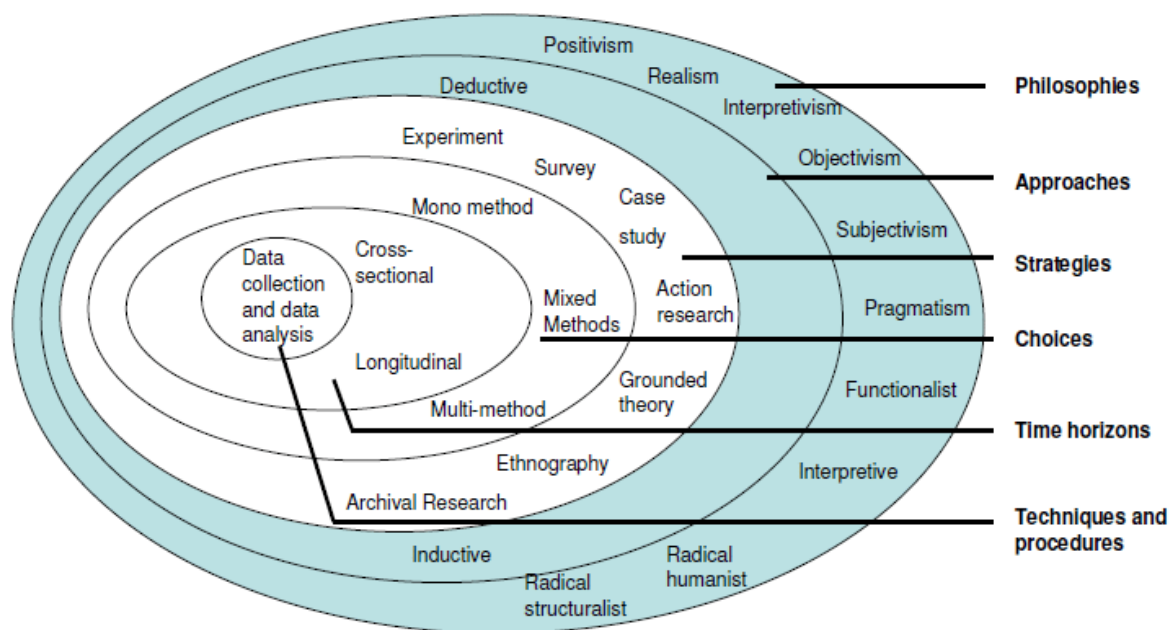 Positivism
Realism
Interpretivism
Objectivism
Subjectivism
Pragmatism
Functionalist
Interpretive
Radical
humanist
Radical
structuralist
Deductive
Inductive
Experiment
Survey
Case
study
Action
research
Grounded
theory
Ethnography
Archival Research
Mono method
Mixed
Methods
Multi-method
Cross-
sectional
Longitudinal
Data
collection
and data
analysis
Philosophies
Approaches
Strategies
Choices
Time horizons
Techniques and
procedures